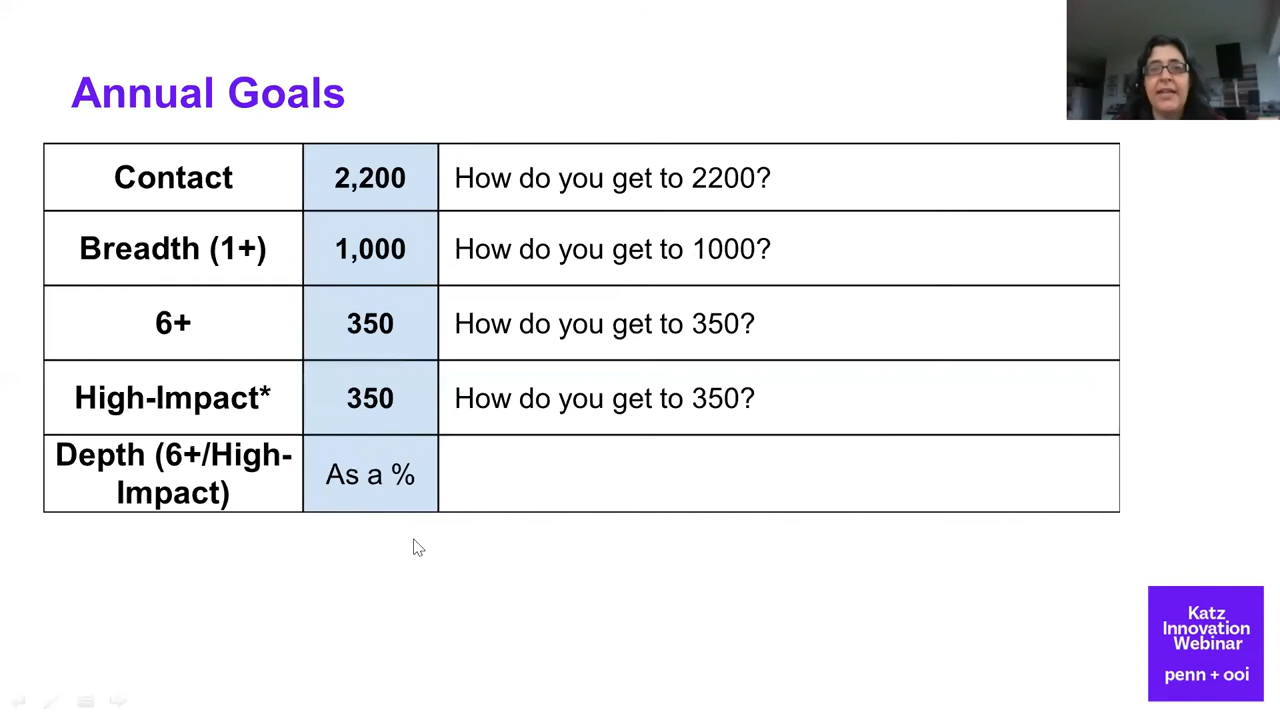 Annual Goals
Contact 2,200 How do you get to 2200?
Breadth (1+) 1,000 How do you get to 1000?
6+ 350 How do you get to 350?
High-Impact* 350 How do you get to 350?
Depth (6+/High-
Impact) As a %
Katz
Innovation
Webinar
penn + ooi